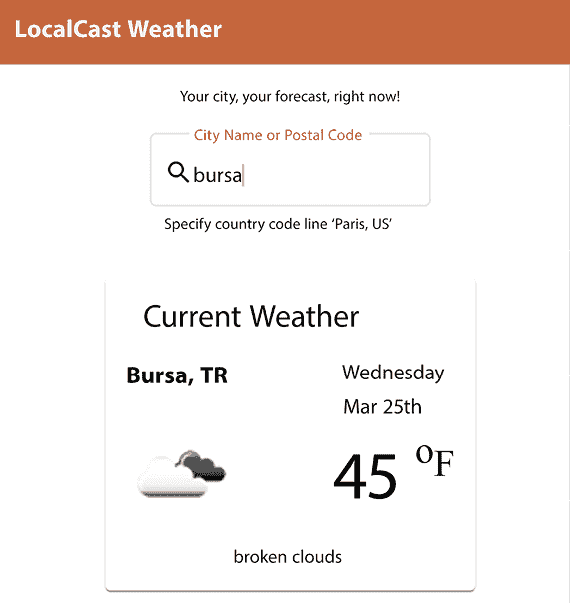 LocalCast Weather
Your city, your forecast, right now!
City Name or Postal Code
bursa
Specify country code line ‘Paris, US’
Current Weather
Bursa, TR
Wednesday
Mar 25th
45 °F
broken clouds